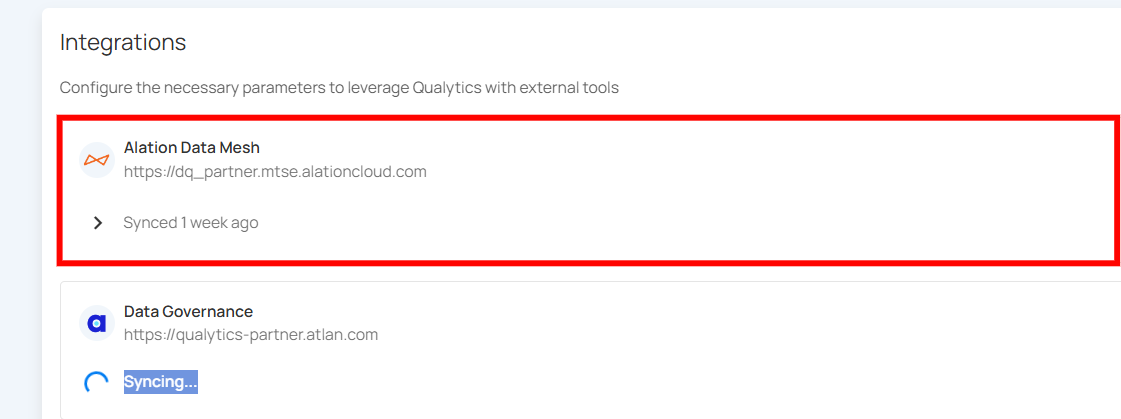 Integrations
Configure the necessary parameters to leverage Qualytics with external tools
Alation Data Mesh
https://dq_partner.mtse.alationcloud.com
Synced 1 week ago
Data Governance
https://qualytics-partner.atlan.com
Syncing...